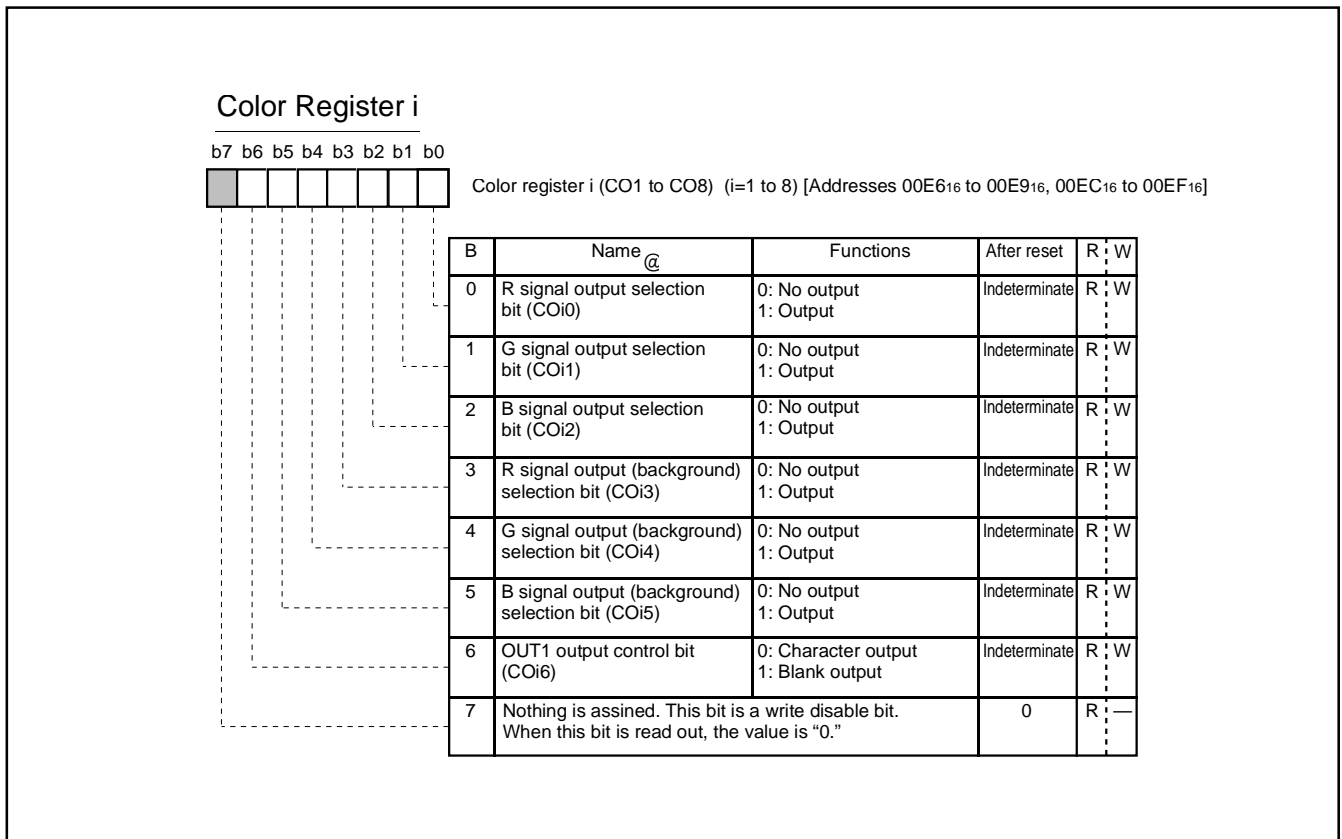 Color Register i
b7 b6 b5 b4 b3 b2 b1 b0
Color register i (CO1 to CO8) (i=1 to 8) [Addresses 00E616 to 00E916, 00EC16 to 00EF16]
B Name @ Functions After reset R W
0 R signal output selection bit (COi0) 0: No output 1: Output Indeterminate R W
1 G signal output selection bit (COi1) 0: No output 1: Output Indeterminate R W
2 B signal output selection bit (COi2) 0: No output 1: Output Indeterminate R W
3 R signal output (background) selection bit (COi3) 0: No output 1: Output Indeterminate R W
4 G signal output (background) selection bit (COi4) 0: No output 1: Output Indeterminate R W
5 B signal output (background) selection bit (COi5) 0: No output 1: Output Indeterminate R W
6 OUT1 output control bit (COi6) 0: Character output 1: Blank output Indeterminate R W
7 Nothing is assined. This bit is a write disable bit. When this bit is read out, the value is “0.” 0 R —